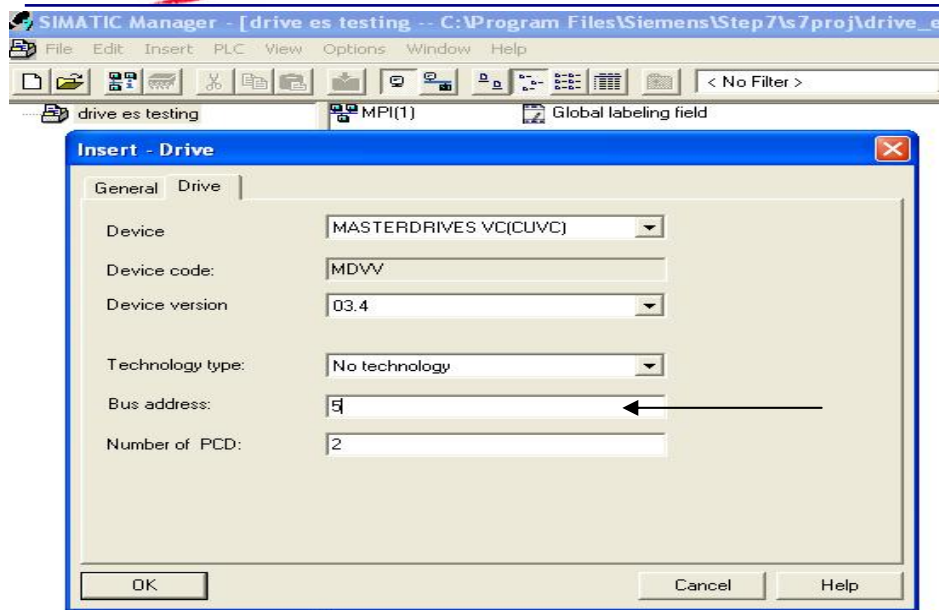 SIMATIC Manager - [drive es testing -- C:\Program Files\Siemens\Step7\s7proj\drive_e
File Edit Insert PLC View Options Window Help
< No Filter >
drive es testing MPI(1) Global labeling field
Insert - Drive
General Drive
Device MASTERDRIVES VC(CUVC)
Device code: MDVV
Device version 03.4
Technology type: No technology
Bus address: 5
Number of PCD: 2
OK Cancel Help